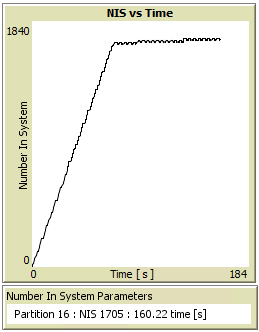 NIS vs Time
1840
Number In System
0
0 Time [ s ] 184
Number In System Parameters
Partition 16 : NIS 1705 : 160.22 time [s]